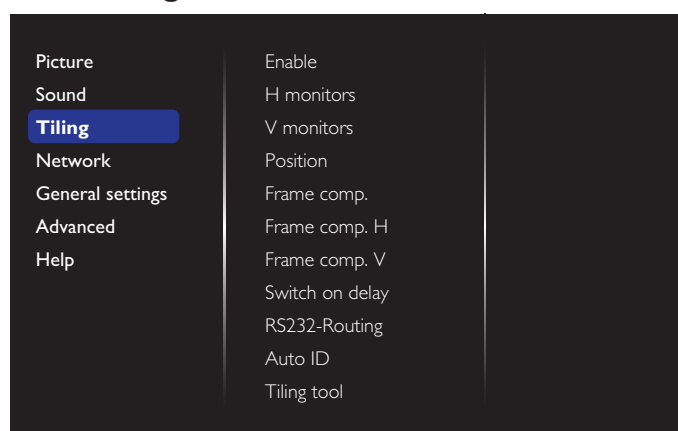 Picture
Sound
Tiling
Network
General settings
Advanced
Help
Enable
H monitors
V monitors
Position
Frame comp.
Frame comp. H
Frame comp. V
Switch on delay
RS232-Routing
Auto ID
Tiling tool